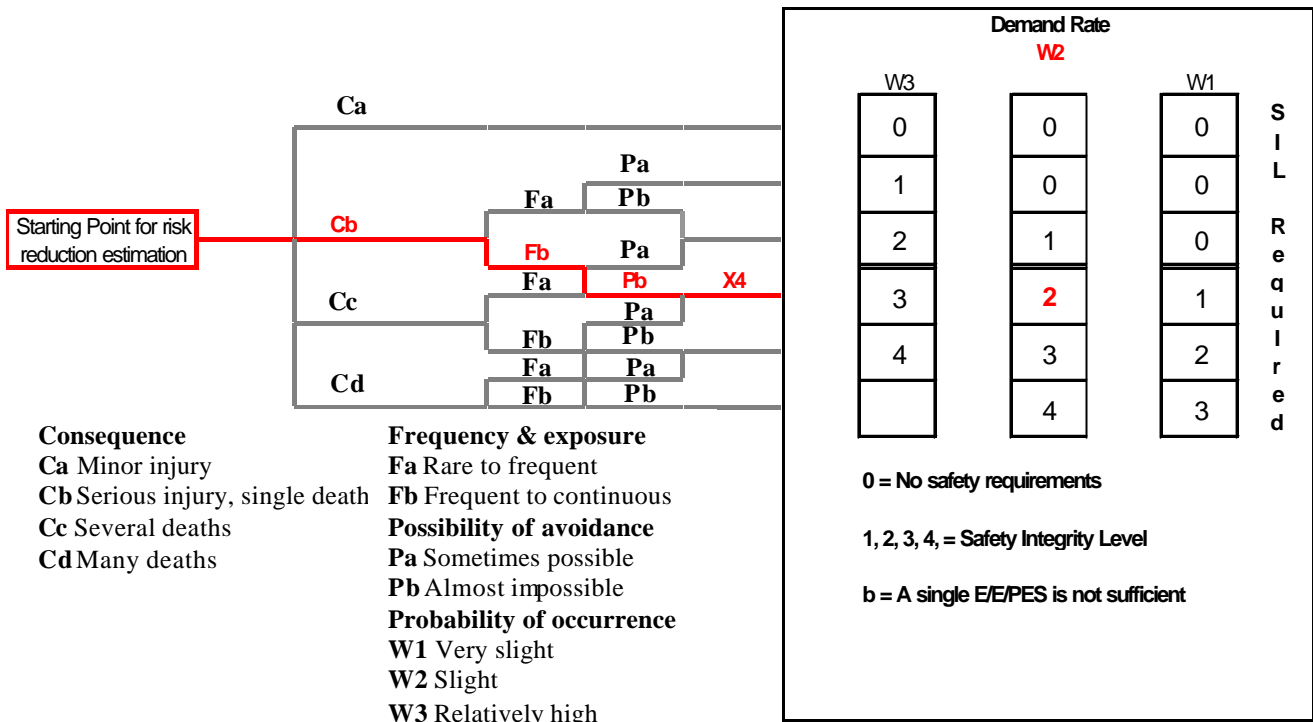 Demand Rate
W2
W3
W1
Ca
0 0 0
S
I
L
Pa
1 0 0
Fa Pb
Starting Point for risk
reduction estimation
Cb
2 1 0
R
e
q
u
I
r
e
d
Fb Pa
Fa Pb X4
3 2 1
Cc
Pa
Fb Pb
4 3 2
Fa Pa
Cd
Fb Pb
4 3
Consequence
Ca Minor injury
Cb Serious injury, single death
Cc Several deaths
Cd Many deaths
Frequency & exposure
Fa Rare to frequent
Fb Frequent to continuous
Possibility of avoidance
Pa Sometimes possible
Pb Almost impossible
Probability of occurrence
W1 Very slight
W2 Slight
W3 Relatively high
0 = No safety requirements
1, 2, 3, 4, = Safety Integrity Level
b = A single E/E/PES is not sufficient